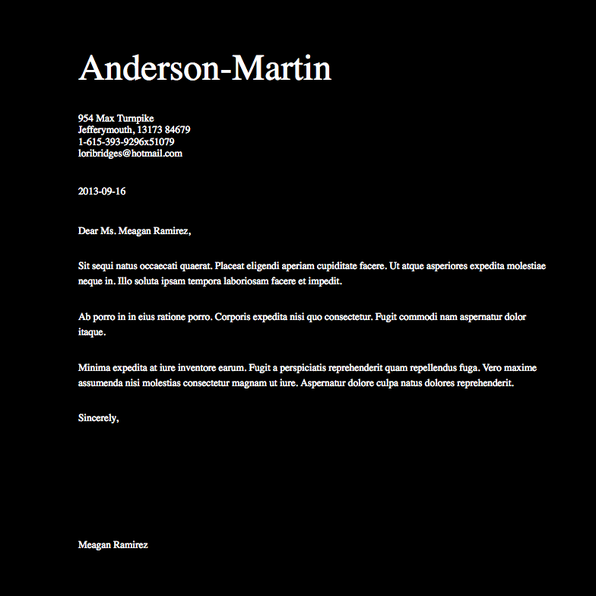 Anderson-Martin
954 Max Turnpike
Jefferymouth, 13173 84679
1-615-393-9296x51079
loribridges@hotmail.com
2013-09-16
Dear Ms. Meagan Ramirez,
Sit sequi natus occaecati quaerat. Placeat eligendi aperiam cupiditate facere. Ut atque asperiores expedita molestiae
neque in. Illo soluta ipsam tempora laboriosam facere et impedit.
Ab porro in in eius ratione porro. Corporis expedita nisi quo consectetur. Fugit commodi nam aspernatur dolor
itaque.
Minima expedita at iure inventore earum. Fugit a perspiciatis reprehenderit quam repellendus fuga. Vero maxime
assumenda nisi molestias consectetur magnam ut iure. Aspernatur dolore culpa natus dolores reprehenderit.
Sincerely,
Meagan Ramirez